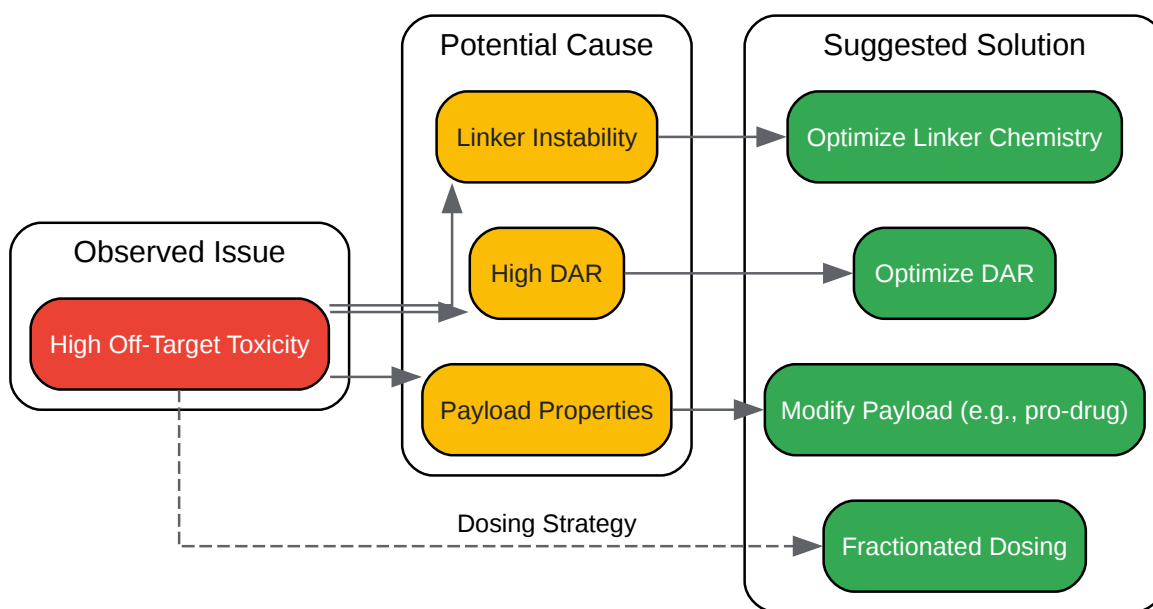 Potential Cause
Suggested Solution
Linker Instability
Optimize Linker Chemistry
Observed Issue
High DAR
Optimize DAR
High Off-Target Toxicity
Payload Properties
Modify Payload (e.g., pro-drug)
Dosing Strategy
Fractionated Dosing